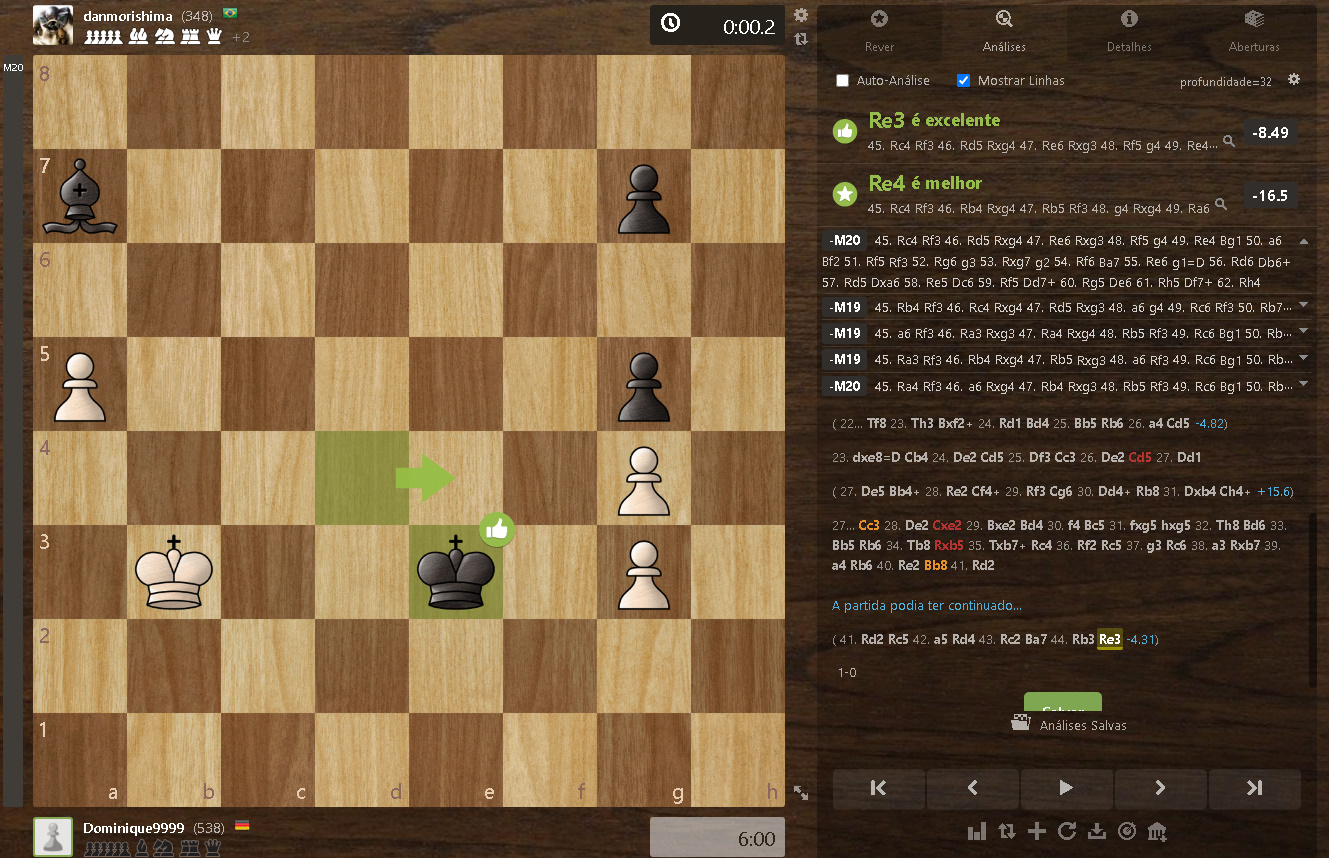 danmorishima (348)
+2
0:00.2
M20
8
7
6
5
4
3
2
1
a b c d e f g h
Dominique9999 (538)
6:00
Rever
Análises
Detalhes
Aberturas
Auto-Análise
Mostrar Linhas
profundidade=32
Re3 é excelente
45. Rc4 Rf3 46. Rd5 Rxg4 47. Re6 Rxg3 48. Rf5 g4 49. Re4...
-8.49
Re4 é melhor
45. Rc4 Rf3 46. Rb4 Rxg4 47. Rb5 Rf3 48. g4 Rxg4 49. Ra6
-16.5
-M20 45. Rc4 Rf3 46. Rd5 Rxg4 47. Re6 Rxg3 48. Rf5 g4 49. Re4 Bg1 50. a6
Bf2 51. Rf5 Rf3 52. Rg6 g3 53. Rxg7 g2 54. Rf6 Ba7 55. Re6 g1=D 56. Rd6 Db6+
57. Rd5 Dxa6 58. Re5 Dc6 59. Rf5 Dd7+ 60. Rg5 De6 61. Rh5 Df7+ 62. Rh4
-M19 45. Rb4 Rf3 46. Rc4 Rxg4 47. Rd5 Rxg3 48. a6 g4 49. Rc6 Rf3 50. Rb7...
-M19 45. a6 Rf3 46. Ra3 Rxg3 47. Ra4 Rxg4 48. Rb5 Rf3 49. Rc6 Bg1 50. Rb...
-M19 45. Ra3 Rf3 46. Rb4 Rxg4 47. Rb5 Rxg3 48. a6 Rf3 49. Rc6 Bg1 50. Rb...
-M20 45. Ra4 Rf3 46. a6 Rxg4 47. Rb4 Rxg3 48. Rb5 Rf3 49. Rc6 Bg1 50. Rb...
( 22... Tf8 23. Th3 Bxf2+ 24. Rd1 Bd4 25. Bb5 Rb6 26. a4 Cd5 -4.82)
23. dxe8=D Cb4 24. De2 Cd5 25. Df3 Cc3 26. De2 Cd5 27. Dd1
( 27. De5 Bb4+ 28. Re2 Cf4+ 29. Rf3 Cg6 30. Dd4+ Rb8 31. Dxb4 Ch4+ +15.6)
27... Cc3 28. De2 Cxe2 29. Bxe2 Bd4 30. f4 Bc5 31. fxg5 hxg5 32. Th8 Bd6 33.
Bb5 Rb6 34. Tb8 Rxb5 35. Txb7+ Rc4 36. Rf2 Rc5 37. g3 Rc6 38. a3 Rxb7 39.
a4 Rb6 40. Re2 Bb8 41. Rd2
A partida podia ter continuado...
( 41. Rd2 Rc5 42. a5 Rd4 43. Rc2 Ba7 44. Rb3 Re3 -4.31)
1-0
Salvar
Análises Salvas